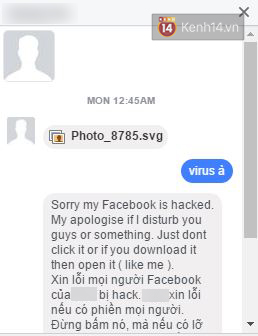 14 Kenh14.vn
MON 12:45AM
Photo_8785.svg
virus à
Sorry my Facebook is hacked.
My apologise if I disturb you
guys or something. Just dont
click it or if you download it
then open it ( like me ).
Xin lỗi mọi người Facebook
của bị hack. xin lỗi
nếu có phiền mọi người.
Đừng bấm nó, mà nếu có lỡ